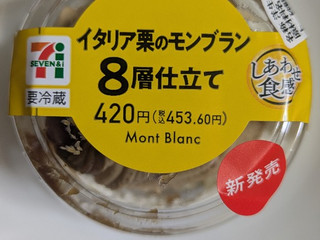 イタリア栗のモンブラン
8層仕立て
420円(税込453.60円)
Mont Blanc
7
SEVEN&i
要冷蔵
しあわせ
食感
新発売